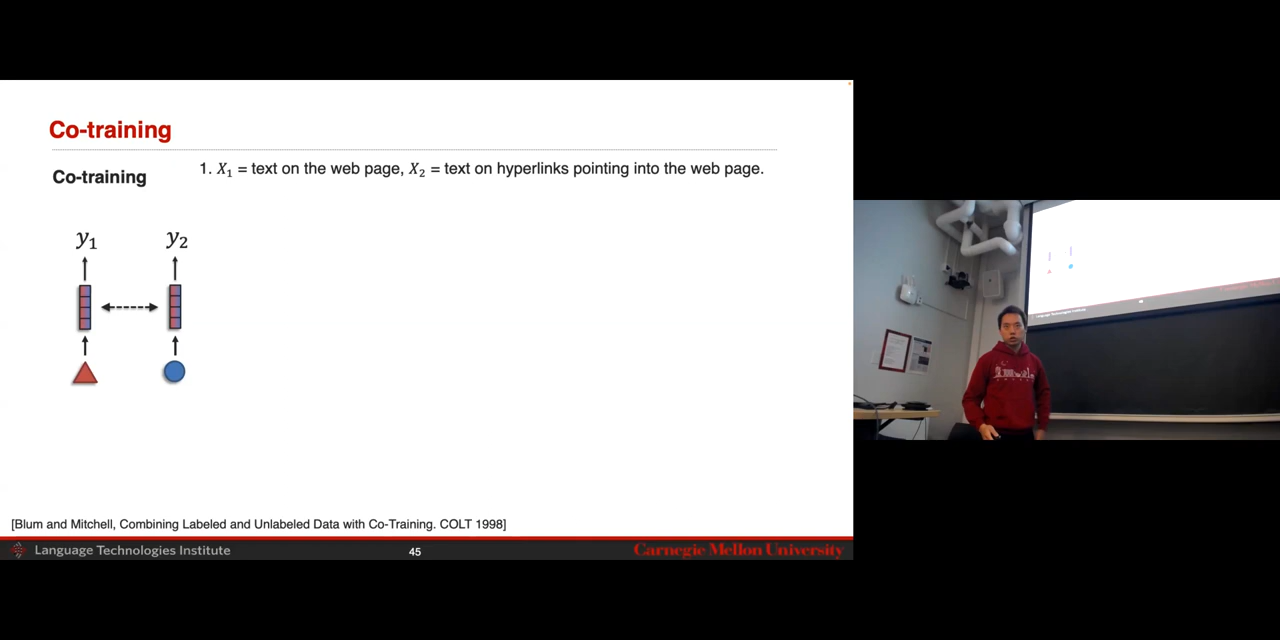 Co-training
Co-training
1. X₁ = text on the web page, X₂ = text on hyperlinks pointing into the web page.
y₁ y₂
[Blum and Mitchell, Combining Labeled and Unlabeled Data with Co-Training. COLT 1998]
Language Technologies Institute
45
Carnegie Mellon University